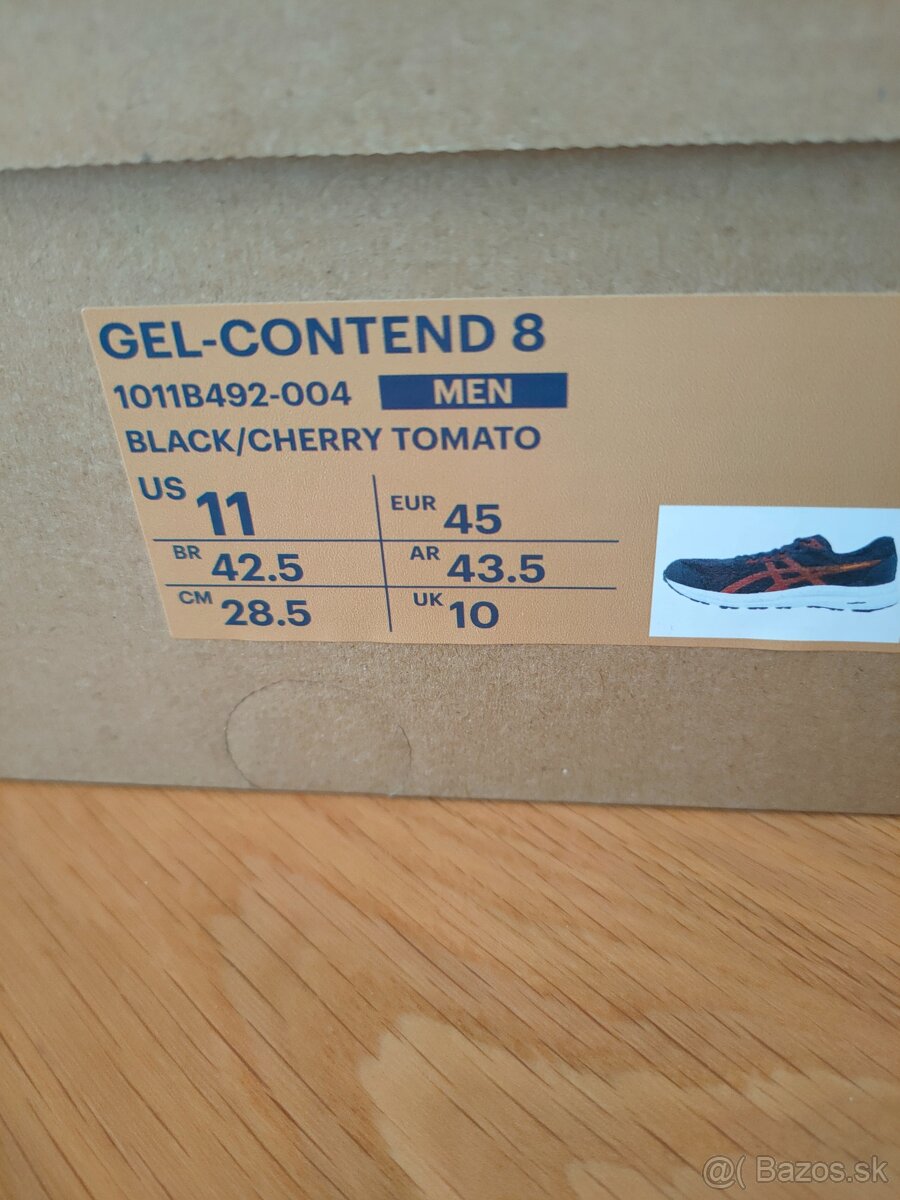 GEL-CONTEND 8
1011B492-004 MEN
BLACK/CHERRY TOMATO
US 11 EUR 45
BR 42.5 AR 43.5
CM 28.5 UK 10
@( Bazos.sk